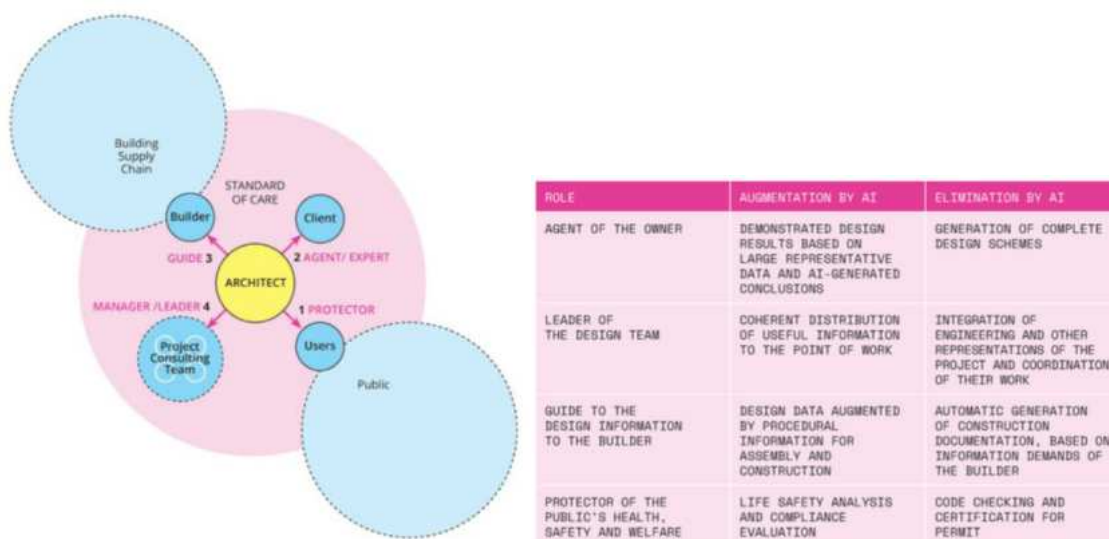 Building
Supply
Chain
STANDARD
OF CARE
Builder
Client
GUIDE 3
2 AGENT/ EXPERT
ARCHITECT
MANAGER /LEADER 4
1 PROTECTOR
Project
Consulting
Team
Users
Public
ROLE
AUGMENTATION BY AI
ELIMINATION BY AI
AGENT OF THE OWNER
DEMONSTRATED DESIGN
RESULTS BASED ON
LARGE REPRESENTATIVE
DATA AND AI-GENERATED
CONCLUSIONS
GENERATION OF COMPLETE
DESIGN SCHEMES
LEADER OF
THE DESIGN TEAM
COHERENT DISTRIBUTION
OF USEFUL INFORMATION
TO THE POINT OF WORK
INTEGRATION OF
ENGINEERING AND OTHER
REPRESENTATIONS OF THE
PROJECT AND COORDINATION
OF THEIR WORK
GUIDE TO THE
DESIGN INFORMATION
TO THE BUILDER
DESIGN DATA AUGMENTED
BY PROCEDURAL
INFORMATION FOR
ASSEMBLY AND
CONSTRUCTION
AUTOMATIC GENERATION
OF CONSTRUCTION
DOCUMENTATION, BASED ON
INFORMATION DEMANDS OF
THE BUILDER
PROTECTOR OF THE
PUBLIC'S HEALTH,
SAFETY AND WELFARE
LIFE SAFETY ANALYSIS
AND COMPLIANCE
EVALUATION
CODE CHECKING AND
CERTIFICATION FOR
PERMIT